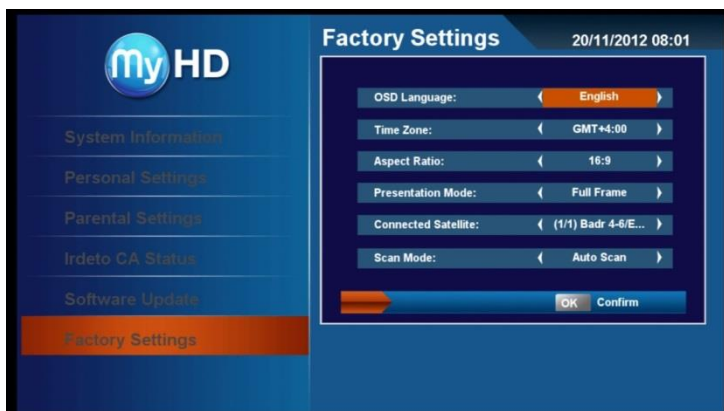 my HD
Factory Settings 20/11/2012 08:01
System Information
Personal Settings
Parental Settings
Irdeto CA Status
Software Update
Factory Settings
OSD Language: English
Time Zone: GMT+4:00
Aspect Ratio: 16:9
Presentation Mode: Full Frame
Connected Satellite: (1/1) Badr 4-6/E...
Scan Mode: Auto Scan
OK Confirm